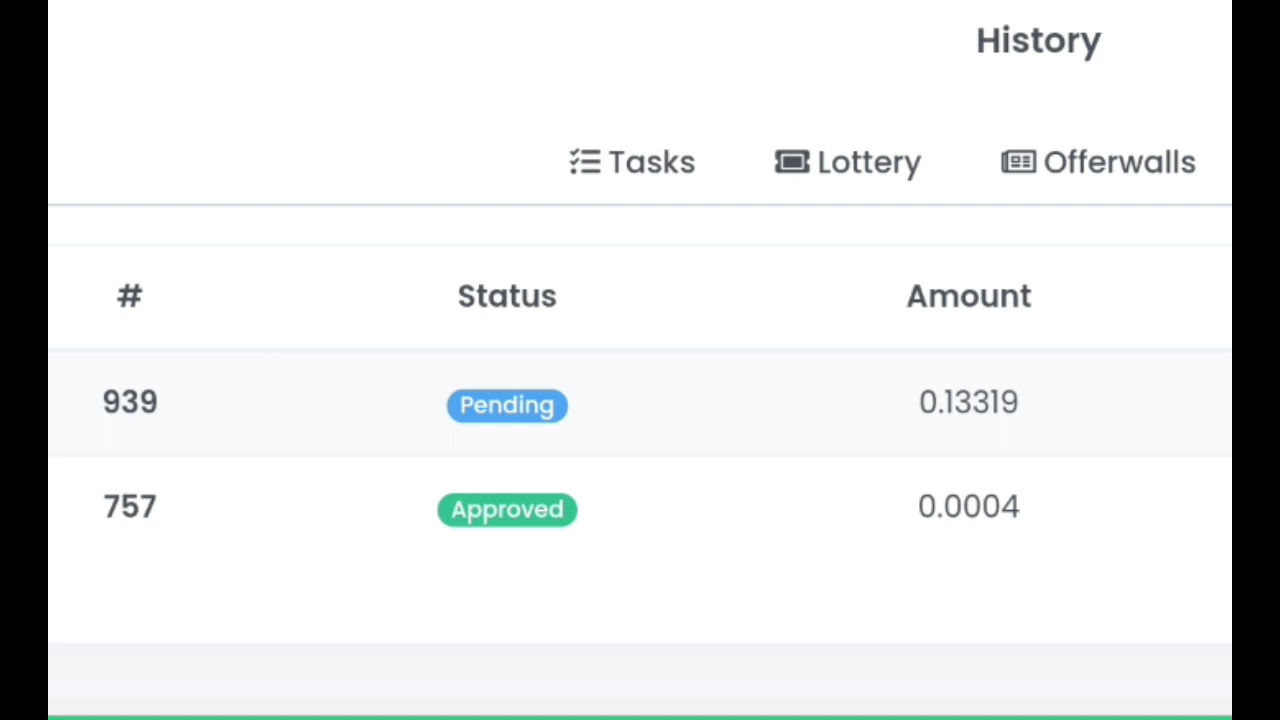 History
Tasks Lottery Offerwalls
# Status Amount
939 Pending 0.13319
757 Approved 0.0004